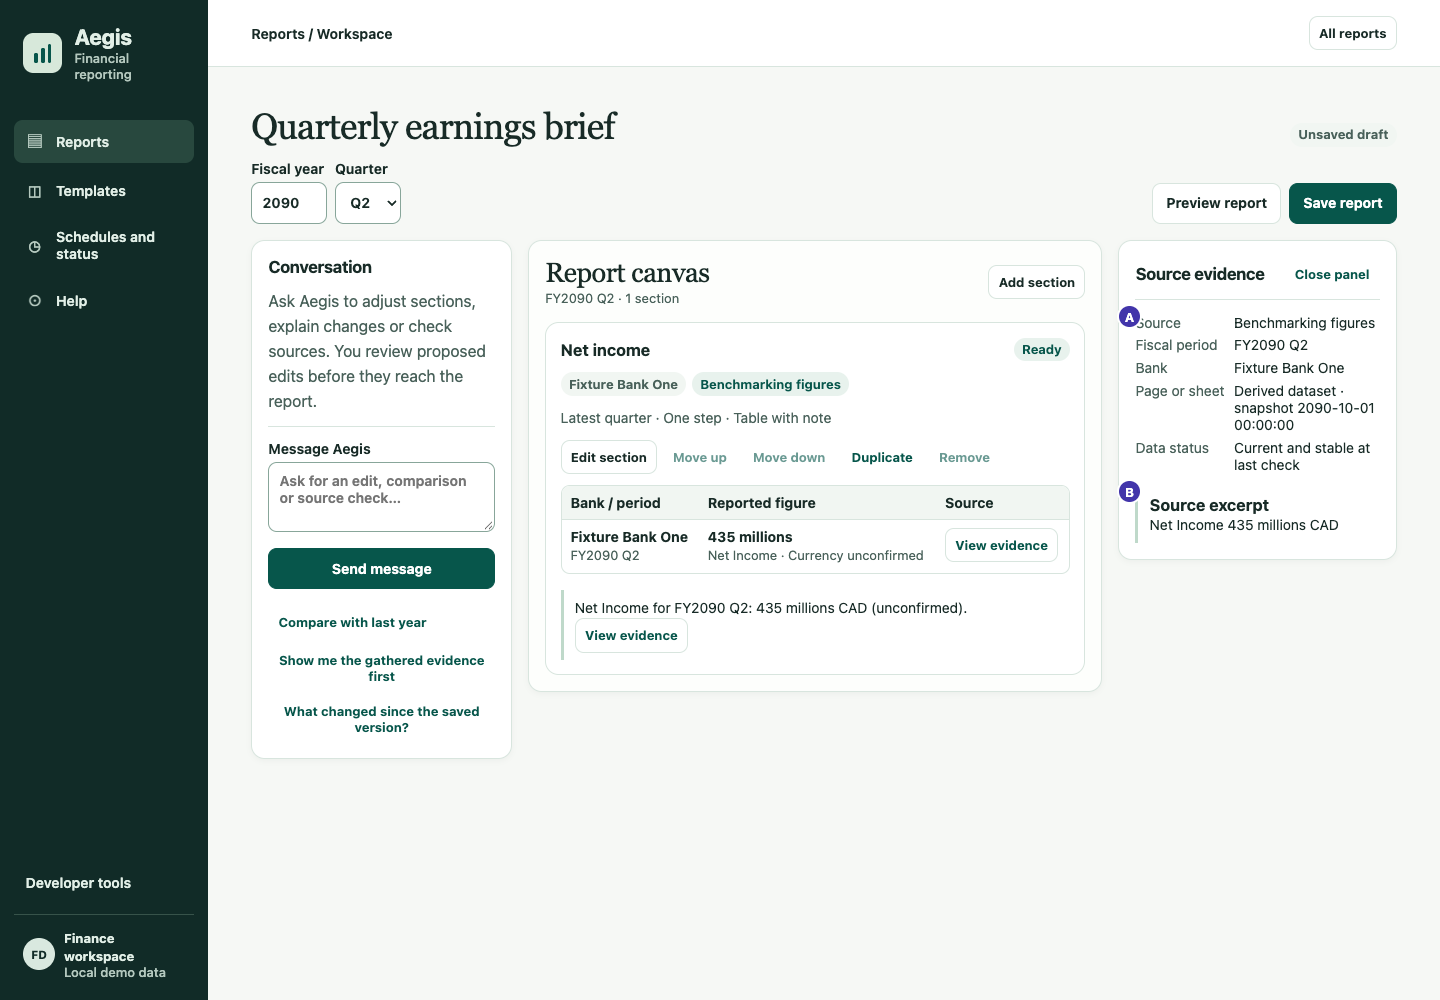 Aegis
Financial
reporting
Reports
Templates
Schedules and
status
Help
Developer tools
FD
Finance
workspace
Local demo data
Reports / Workspace
All reports
Quarterly earnings brief
Unsaved draft
Fiscal year
Quarter
2090
Q2
Preview report
Save report
Conversation
Ask Aegis to adjust sections,
explain changes or check
sources. You review proposed
edits before they reach the
report.
Message Aegis
Ask for an edit, comparison
or source check...
Send message
Compare with last year
Show me the gathered evidence
first
What changed since the saved
version?
Report canvas
FY2090 Q2 · 1 section
Add section
Net income
Ready
Fixture Bank One
Benchmarking figures
Latest quarter · One step · Table with note
Edit section
Move up
Move down
Duplicate
Remove
Bank / period
Reported figure
Source
Fixture Bank One
FY2090 Q2
435 millions
Net Income · Currency unconfirmed
View evidence
Net Income for FY2090 Q2: 435 millions CAD (unconfirmed).
View evidence
Source evidence
Close panel
A
Source
Benchmarking figures
Fiscal period
FY2090 Q2
Bank
Fixture Bank One
Page or sheet
Derived dataset ·
snapshot 2090-10-01
00:00:00
Data status
Current and stable at
last check
B
Source excerpt
Net Income 435 millions CAD